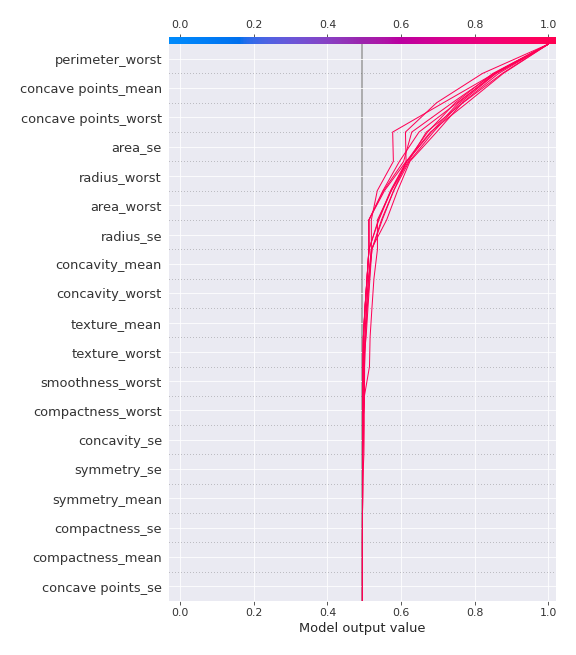 0.0 0.2 0.4 0.6 0.8 1.0
perimeter_worst
concave points_mean
concave points_worst
area_se
radius_worst
area_worst
radius_se
concavity_mean
concavity_worst
texture_mean
texture_worst
smoothness_worst
compactness_worst
concavity_se
symmetry_se
symmetry_mean
compactness_se
compactness_mean
concave points_se
0.0 0.2 0.4 0.6 0.8 1.0
Model output value